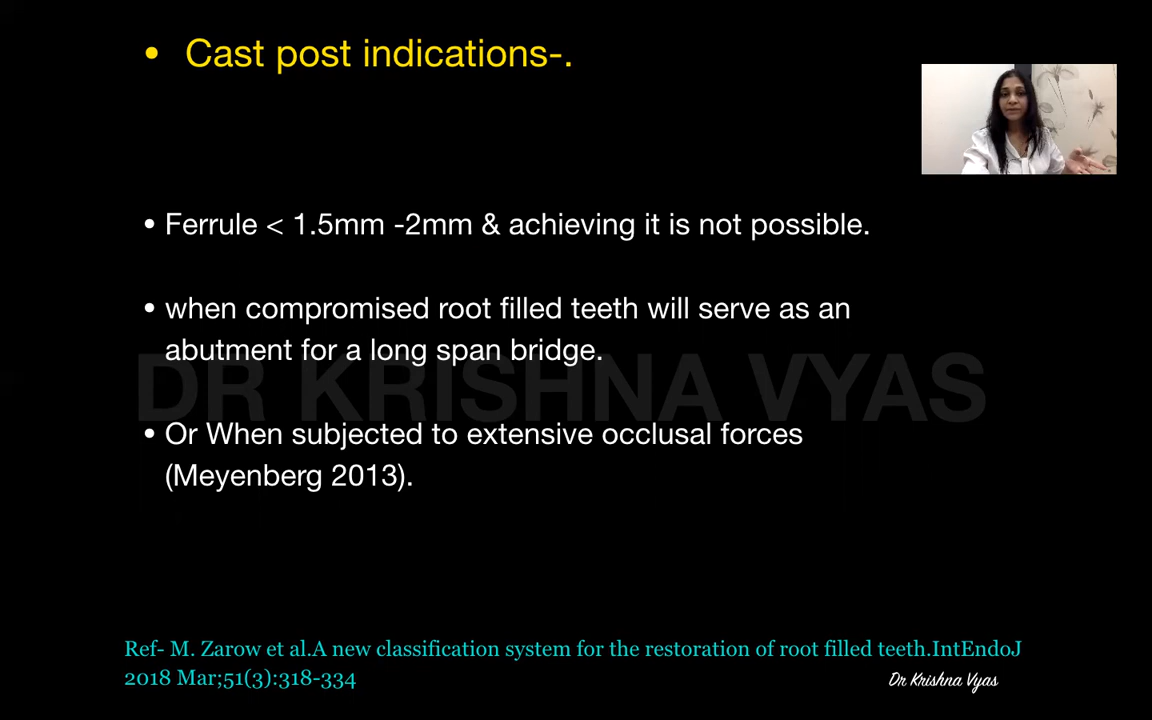 • Cast post indications-.
• Ferrule < 1.5mm -2mm & achieving it is not possible.
• when compromised root filled teeth will serve as an
abutment for a long span bridge.
DR KRISHNA VYAS
• Or When subjected to extensive occlusal forces
(Meyenberg 2013).
Ref- M. Zarow et al.A new classification system for the restoration of root filled teeth.IntEndoJ
2018 Mar;51(3):318-334
Dr Krishna Vyas